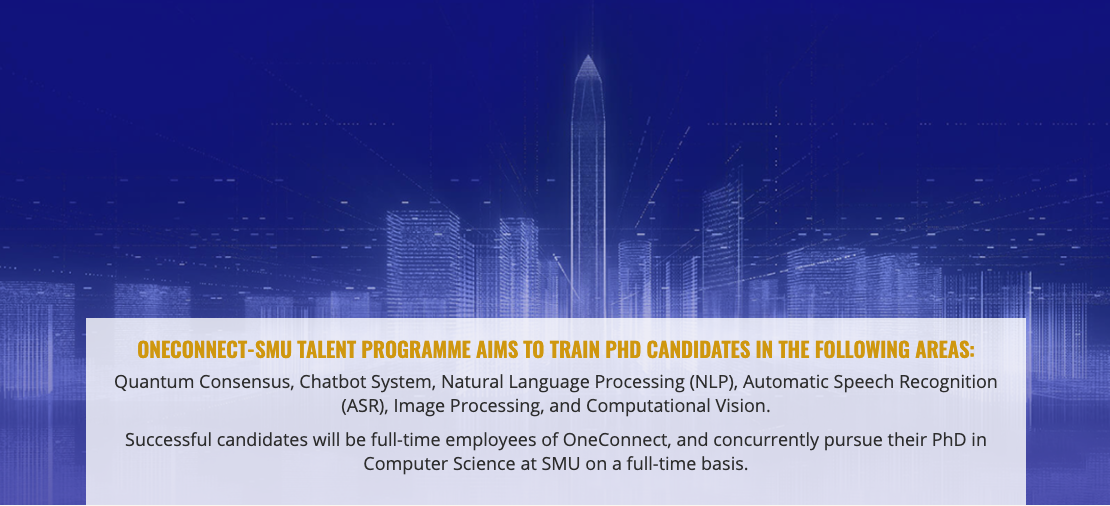 ONECONNECT-SMU TALENT PROGRAMME AIMS TO TRAIN PHD CANDIDATES IN THE FOLLOWING AREAS:
Quantum Consensus, Chatbot System, Natural Language Processing (NLP), Automatic Speech Recognition
(ASR), Image Processing, and Computational Vision.
Successful candidates will be full-time employees of OneConnect, and concurrently pursue their PhD in
Computer Science at SMU on a full-time basis.